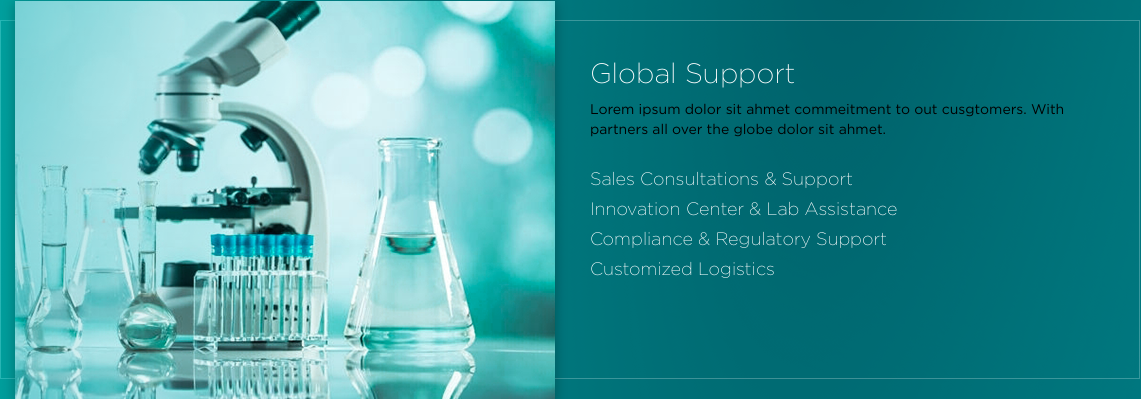 Global Support
Lorem ipsum dolor sit ahmet commeitment to out cusgtomers. With
partners all over the globe dolor sit ahmet.
Sales Consultations & Support
Innovation Center & Lab Assistance
Compliance & Regulatory Support
Customized Logistics